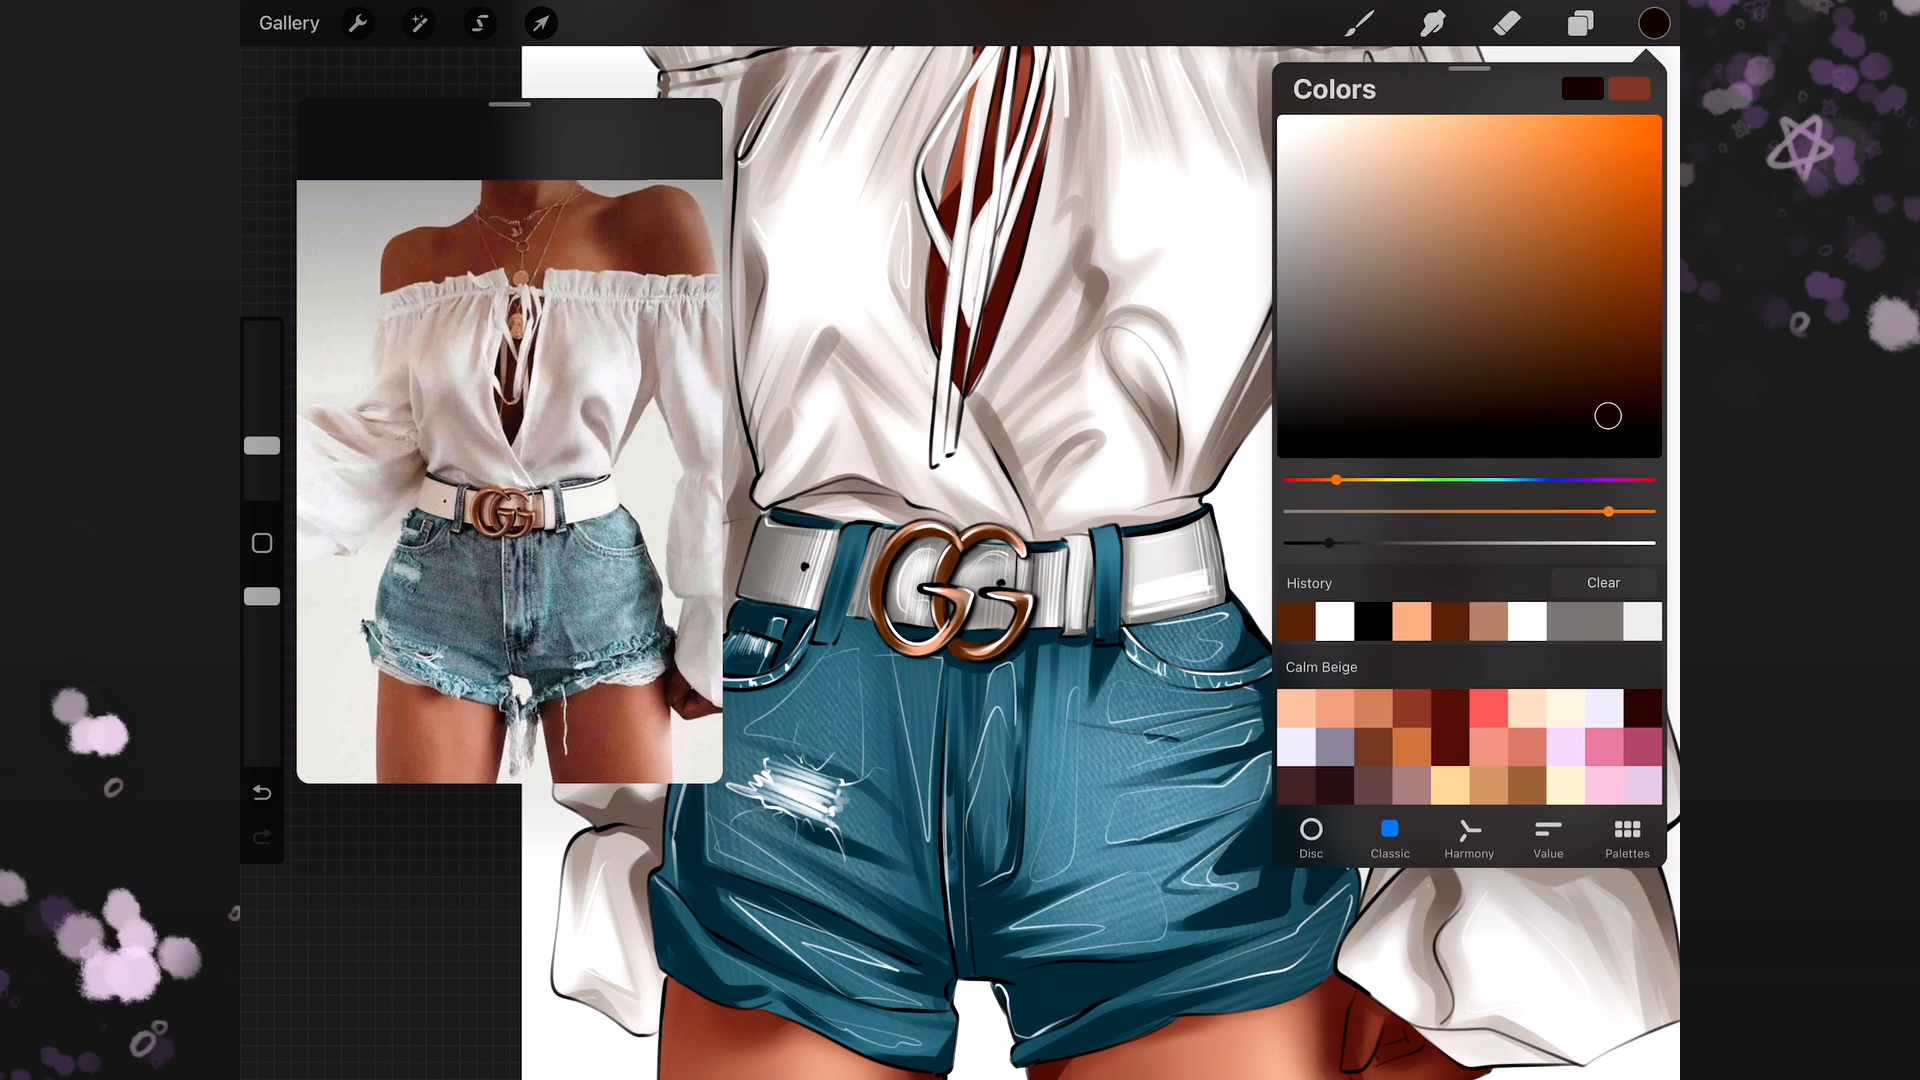 Gallery
Colors
History
Clear
Calm Beige
Disc
Classic
Harmony
Value
Palettes
GG